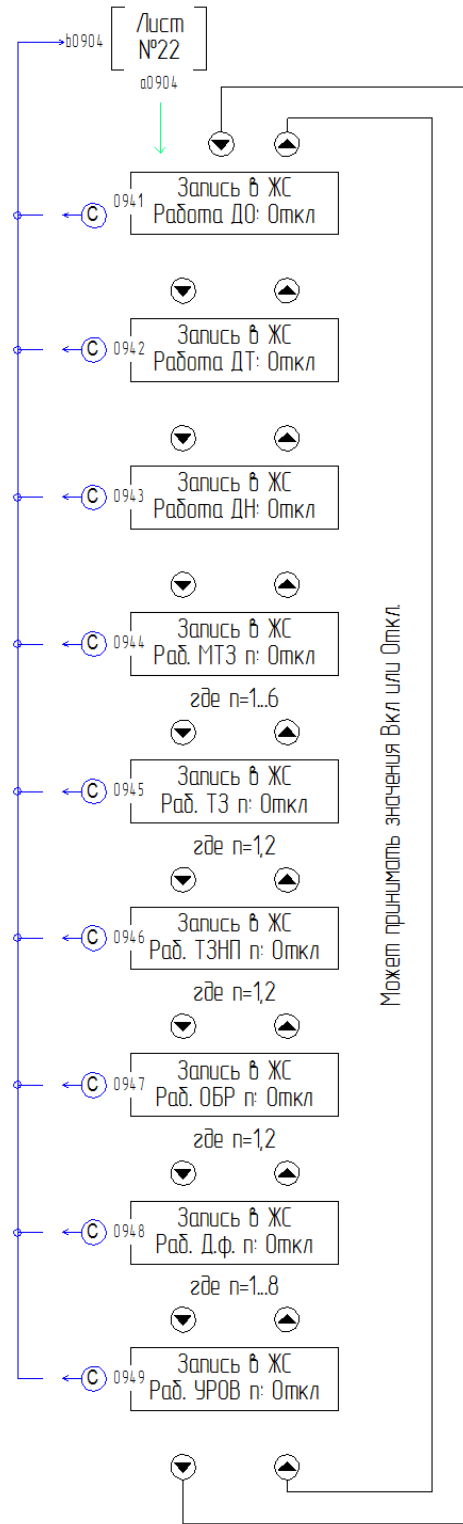 Лист
№22
b0904
a0904
0941
Запись в ЖС
Работа ДО: Откл
С
0942
Запись в ЖС
Работа ДТ: Откл
С
0943
Запись в ЖС
Работа ДН: Откл
С
0944
Запись в ЖС
Раб. МТЗ n: Откл
С
где n=1...6
0945
Запись в ЖС
Раб. ТЗ n: Откл
С
где n=1,2
0946
Запись в ЖС
Раб. ТЗНП n: Откл
С
где n=1,2
0947
Запись в ЖС
Раб. ОБР n: Откл
С
где n=1,2
0948
Запись в ЖС
Раб. Д.ф. n: Откл
С
где n=1...8
0949
Запись в ЖС
Раб. УРОВ n: Откл
С
Может принимать значения Вкл или Откл.